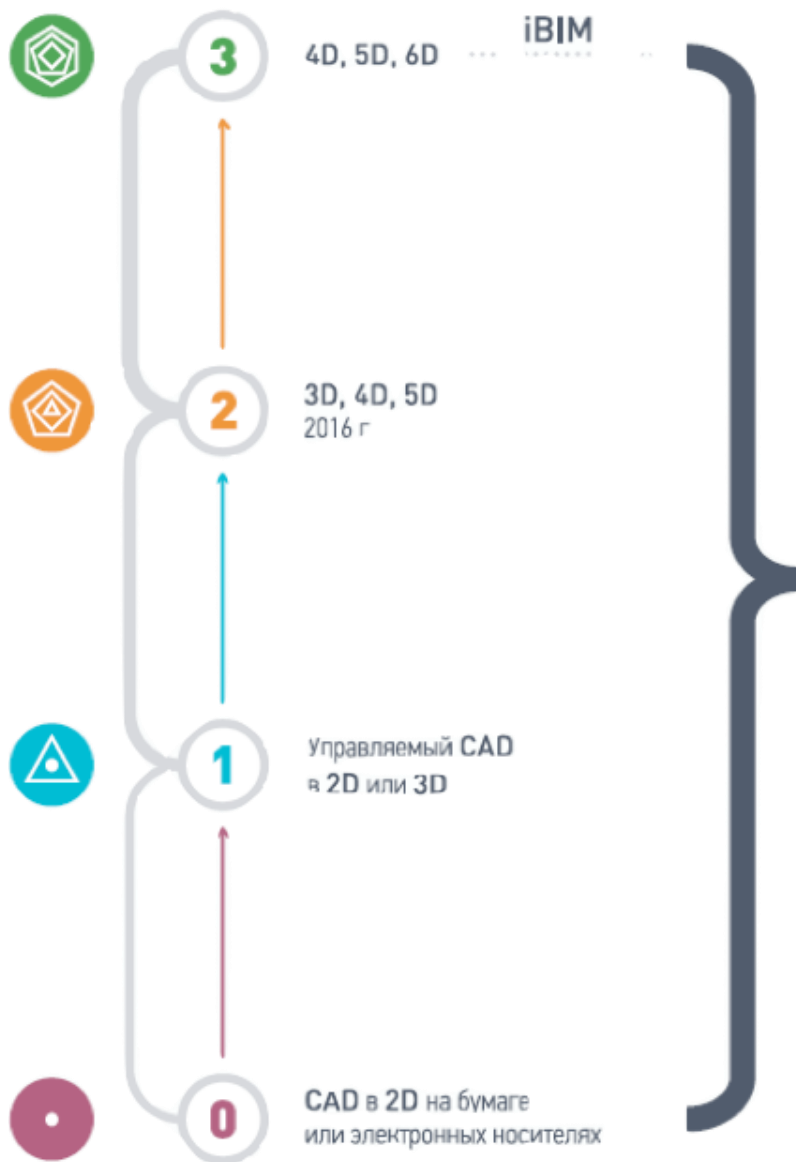 iBIM
3
4D, 5D, 6D
2
3D, 4D, 5D
2016 г
1
Управляемый CAD
в 2D или 3D
0
CAD в 2D на бумаге
или электронных носителях